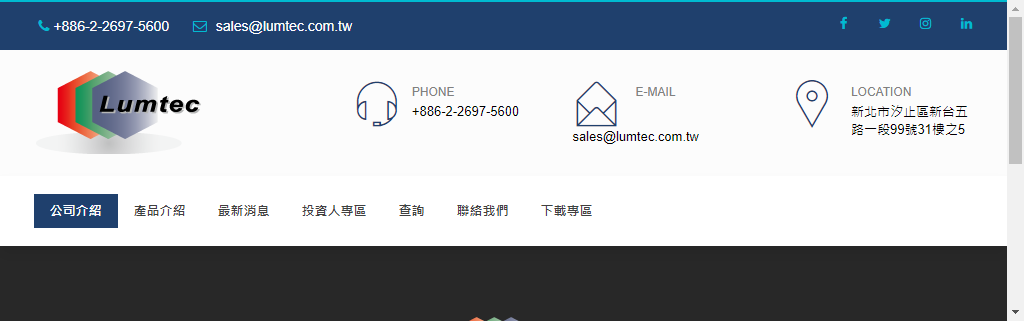 +886-2-2697-5600 sales@lumtec.com.tw
Lumtec
PHONE
+886-2-2697-5600
E-MAIL
sales@lumtec.com.tw
LOCATION
新北市汐止區新台五
路一段99號31樓之5
公司介紹 產品介紹 最新消息 投資人專區 查詢 聯絡我們 下載專區